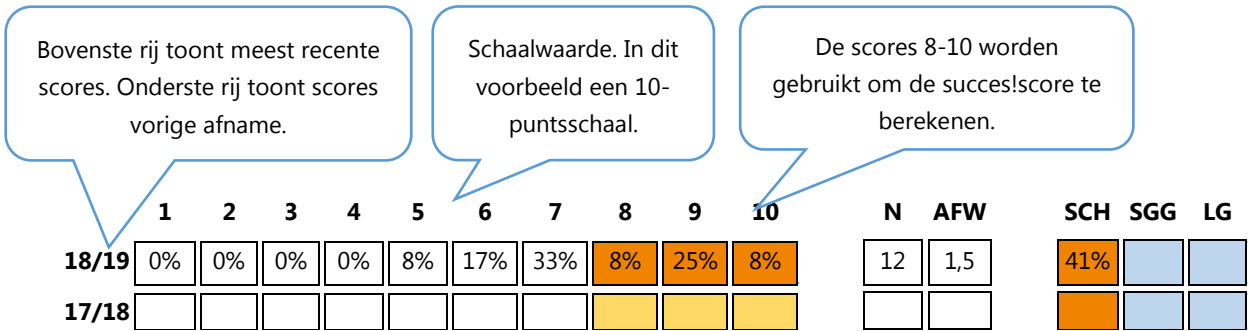 Bovenste rij toont meest recente
scores. Onderste rij toont scores
vorige afname.
Schaalwaarde. In dit
voorbeeld een 10-
puntsschaal.
De scores 8-10 worden
gebruikt om de succes!score te
berekenen.
1 2 3 4 5 6 7 8 9 10 N AFW SCH SGG LG
18/19 0% 0% 0% 0% 8% 17% 33% 8% 25% 8% 12 1,5 41%
17/18